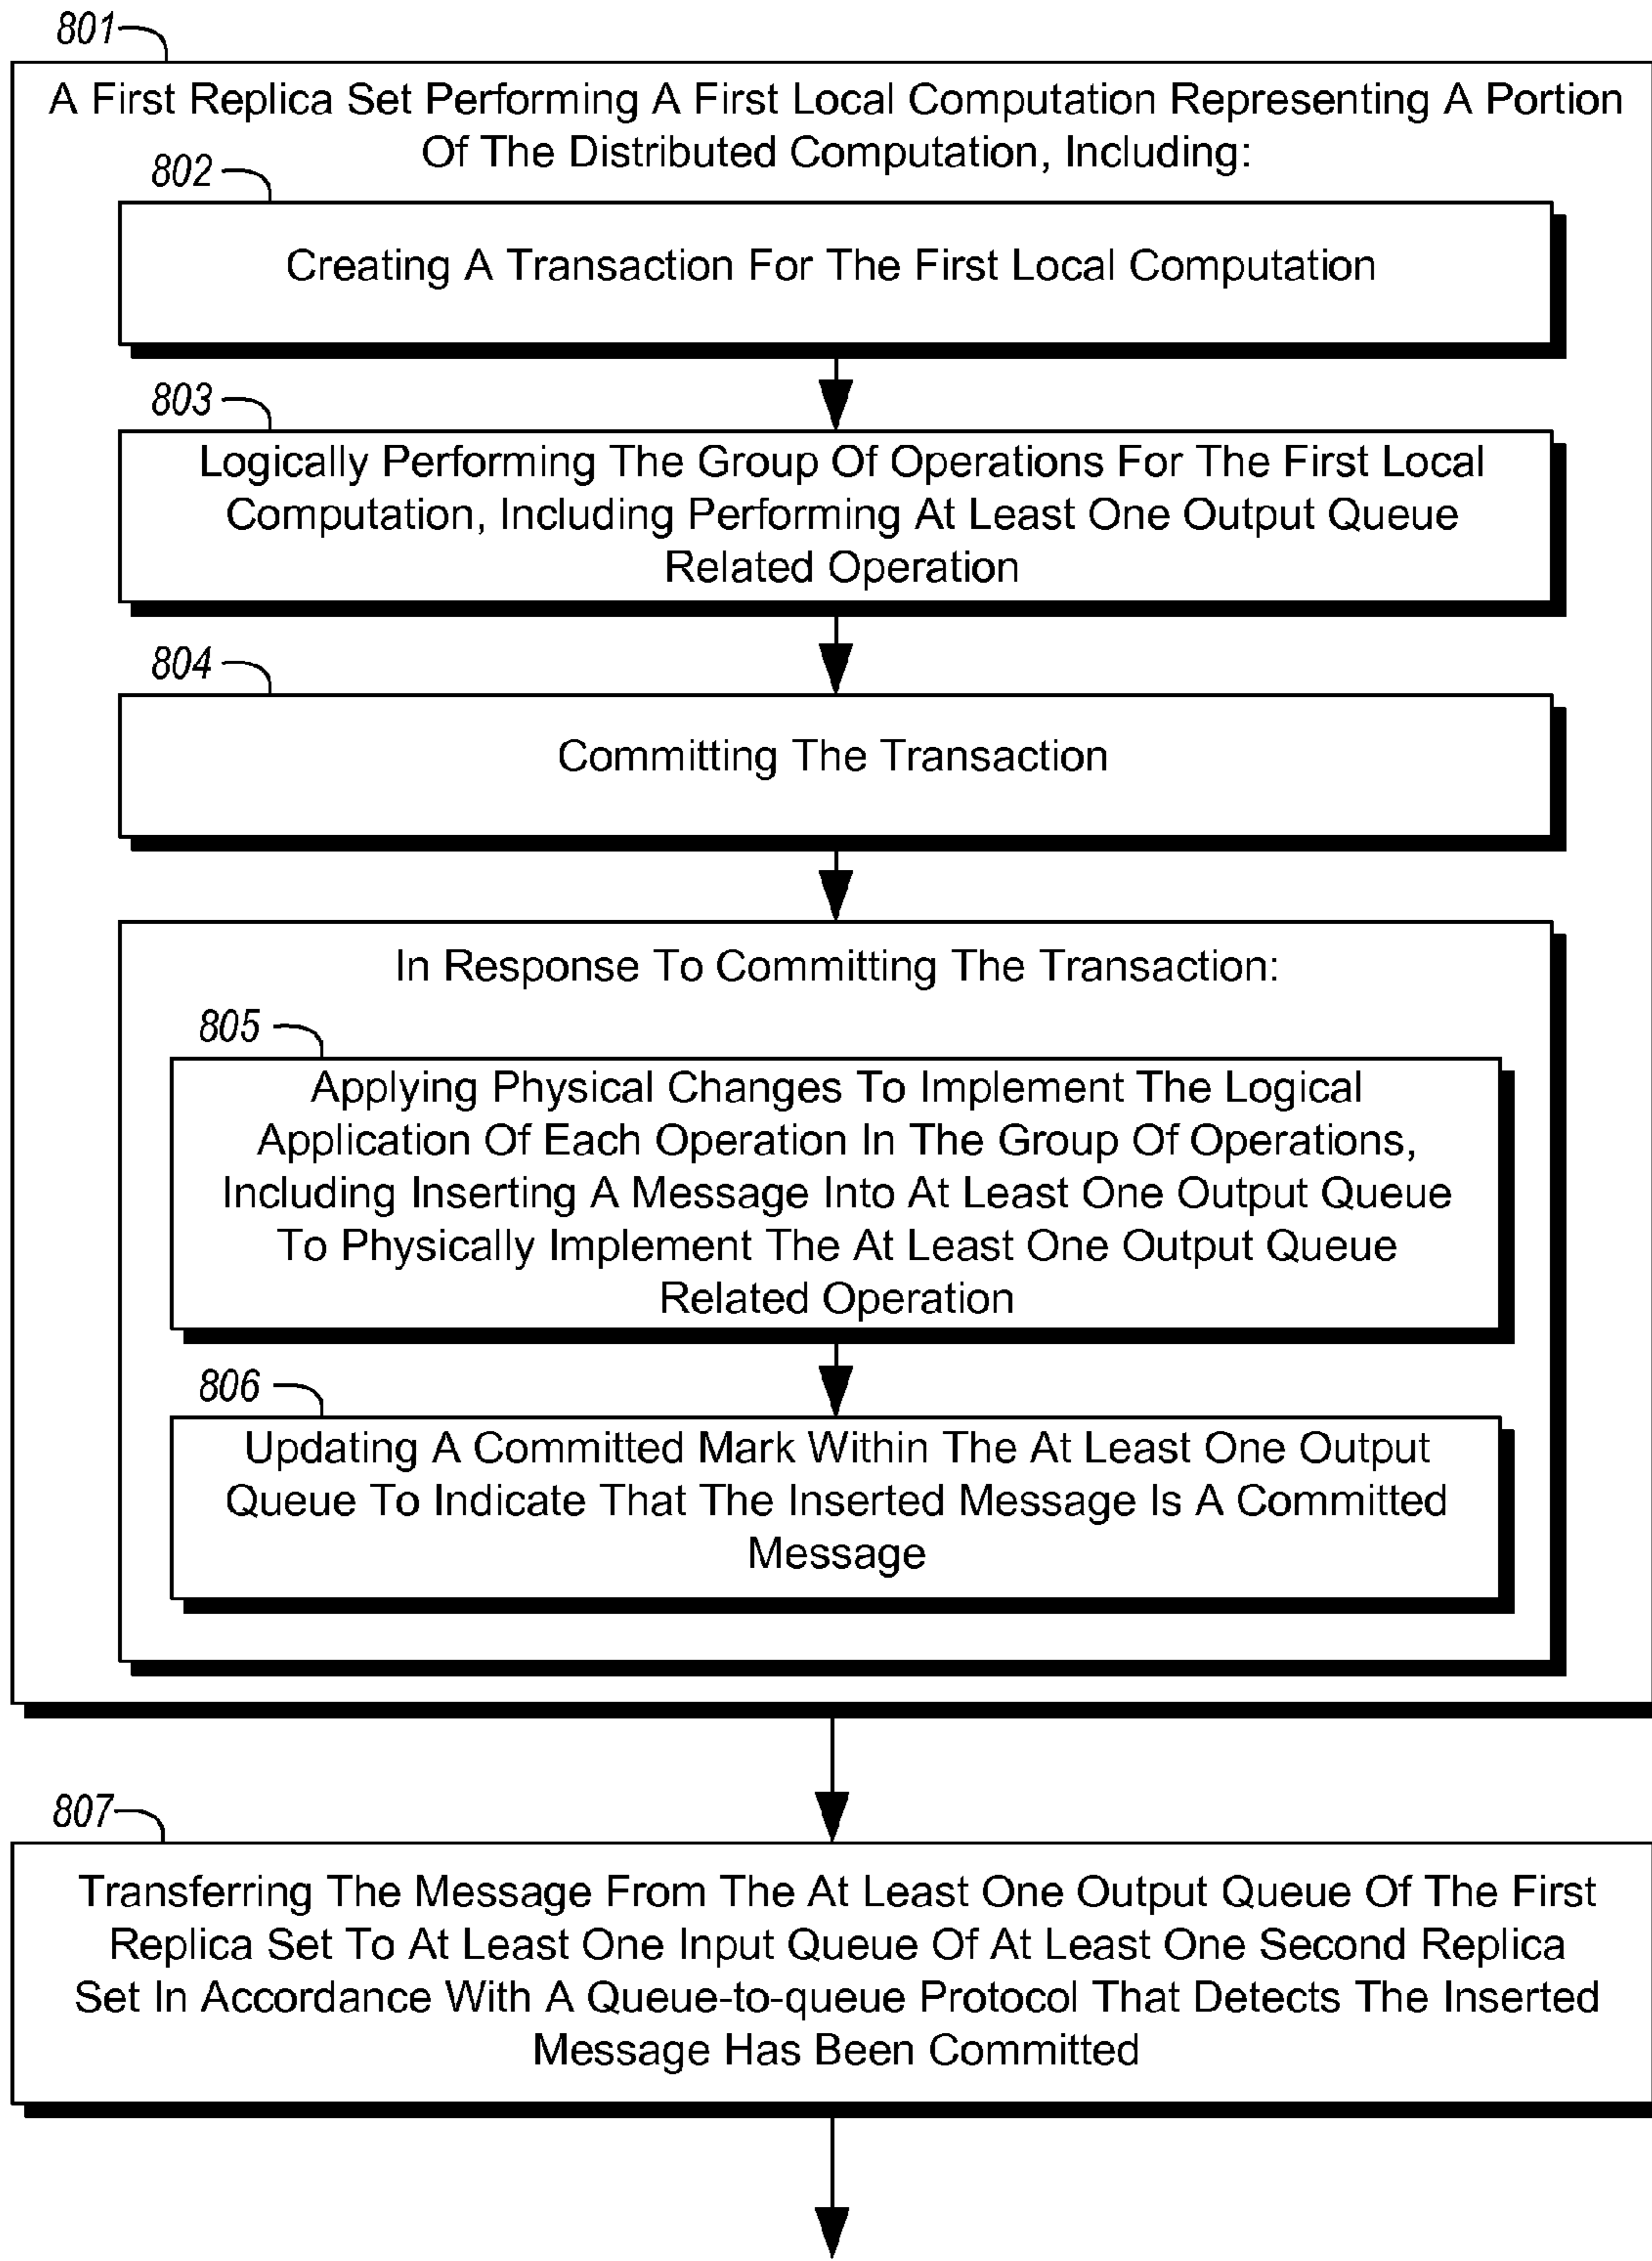 801
A First Replica Set Performing A First Local Computation Representing A Portion
Of The Distributed Computation, Including:
802
Creating A Transaction For The First Local Computation
803
Logically Performing The Group Of Operations For The First Local
Computation, Including Performing At Least One Output Queue
Related Operation
804
Committing The Transaction
In Response To Committing The Transaction:
805
Applying Physical Changes To Implement The Logical
Application Of Each Operation In The Group Of Operations,
Including Inserting A Message Into At Least One Output Queue
To Physically Implement The At Least One Output Queue
Related Operation
806
Updating A Committed Mark Within The At Least One Output
Queue To Indicate That The Inserted Message Is A Committed
Message
807
Transferring The Message From The At Least One Output Queue Of The First
Replica Set To At Least One Input Queue Of At Least One Second Replica
Set In Accordance With A Queue-to-queue Protocol That Detects The Inserted
Message Has Been Committed